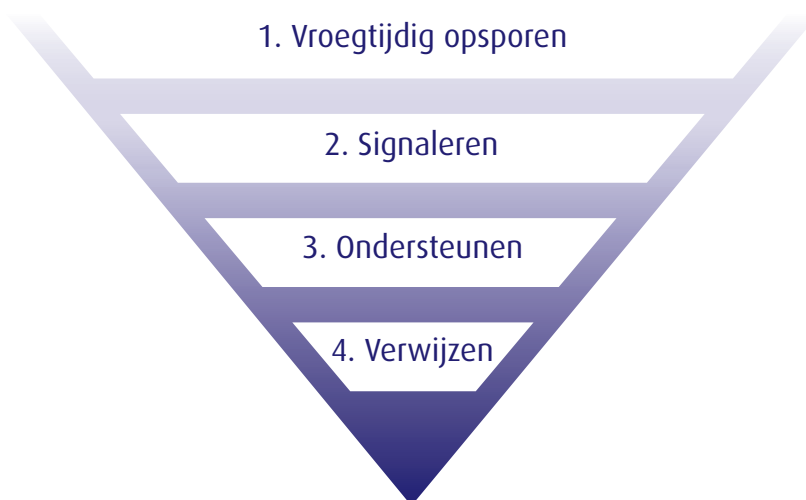 1. Vroegtijdig opsporen
2. Signaleren
3. Ondersteunen
4. Verwijzen